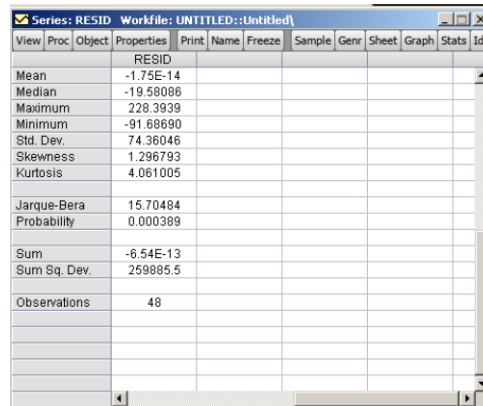 Series: RESID Workfile: UNTITLED::Untitled\
View Proc Object Properties Print Name Freeze Sample Genr Sheet Graph Stats Id
RESID
Mean -1.75E-14
Median -19.58086
Maximum 228.3939
Minimum -91.68690
Std. Dev. 74.36046
Skewness 1.296793
Kurtosis 4.061005
Jarque-Bera 15.70484
Probability 0.000389
Sum -6.54E-13
Sum Sq. Dev. 259885.5
Observations 48